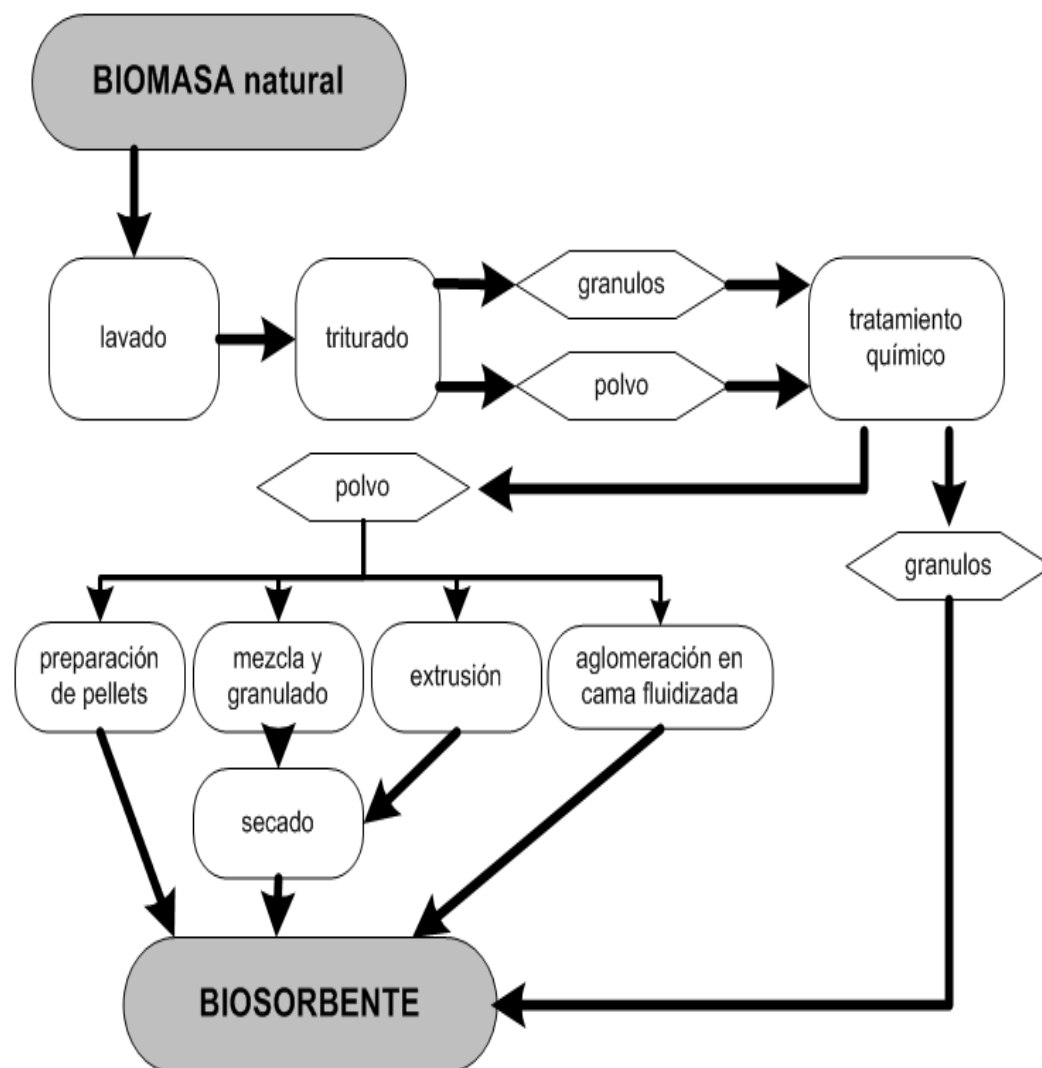 BIOMASA natural
lavado
triturado
granulos
polvo
tratamiento
químico
polvo
granulos
preparación
de pellets
mezcla y
granulado
extrusión
aglomeración en
cama fluidizada
secado
BIOSORBENTE